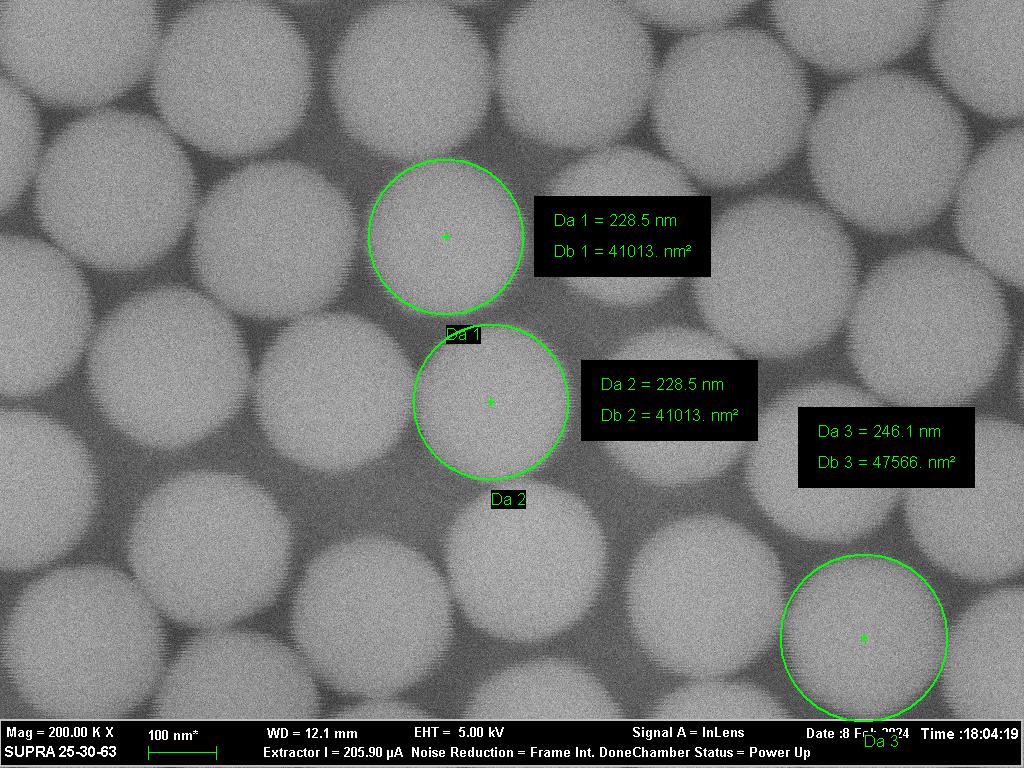 Da 1 = 228.5 nm
Db 1 = 41013. nm²
Da 1
Da 2 = 228.5 nm
Db 2 = 41013. nm²
Da 3 = 246.1 nm
Db 3 = 47566. nm²
Da 2
Mag = 200.00 K X 100 nm* WD = 12.1 mm EHT = 5.00 kV Signal A = InLens Date :8 2024 Time :18:04:19
Da 3
SUPRA 25-30-63 Extractor I = 205.90 µA Noise Reduction = Frame Int. DoneChamber Status = Power Up